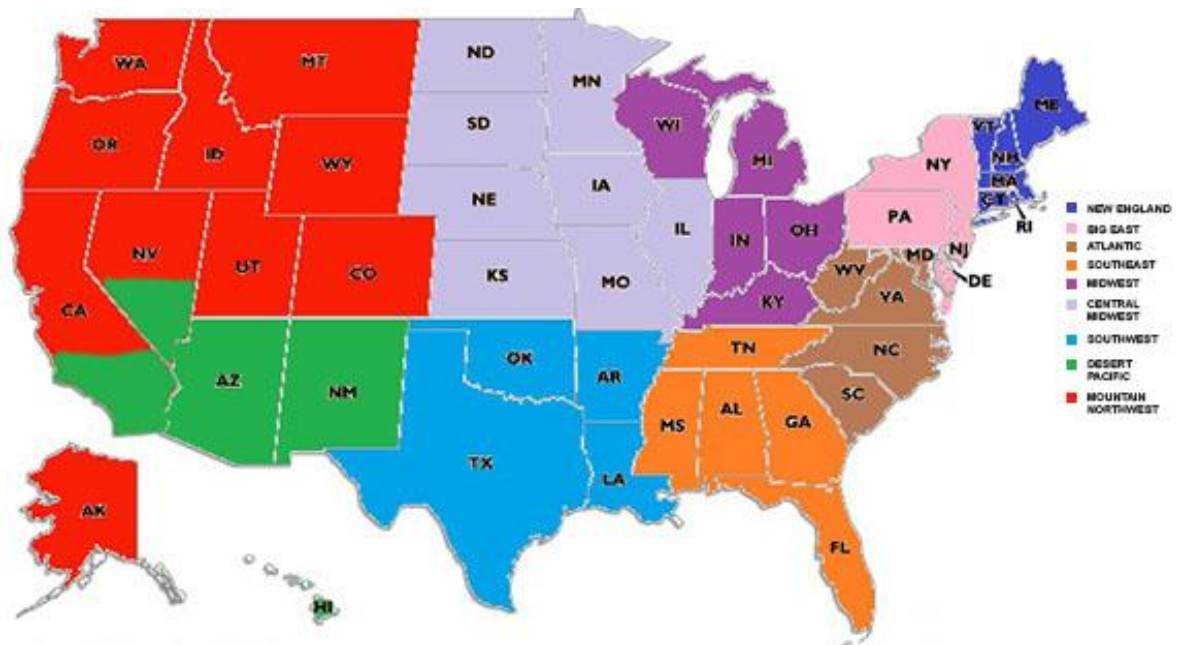 WA
MT
ND
MN
ME
OR
ID
WY
SD
WI
MI
NY
VT
NH
MA
CT
RI
NE
IA
PA
NJ
NV
UT
CO
KS
MO
IL
IN
OH
WV
MD
DE
CA
KY
VA
AZ
NM
OK
AR
TN
NC
SC
TX
LA
MS
AL
GA
FL
AK
HI
NEW ENGLAND
BIG EAST
ATLANTIC
SOUTHEAST
MIDWEST
CENTRAL
MIDWEST
SOUTHWEST
DESERT
PACIFIC
MOUNTAIN
NORTHWEST